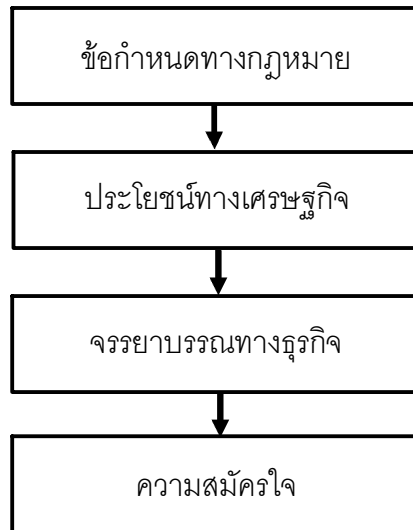 ข้อกำหนดทางกฎหมาย
ประโยชน์ทางเศรษฐกิจ
จรรยาบรรณทางธุรกิจ
ความสมัครใจ